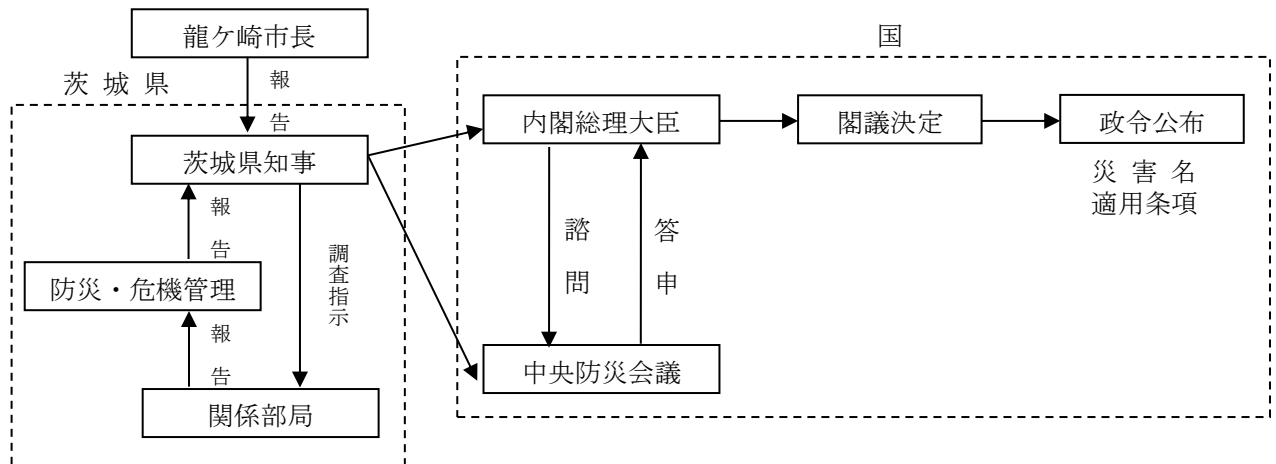 龍ケ崎市長
国
茨 城 県
報
告
茨城県知事
内閣総理大臣
閣議決定
政令公布
災 害 名
適用条項
報
告
調査指示
諮
問
答
申
防災・危機管理
報
告
中央防災会議
関係部局